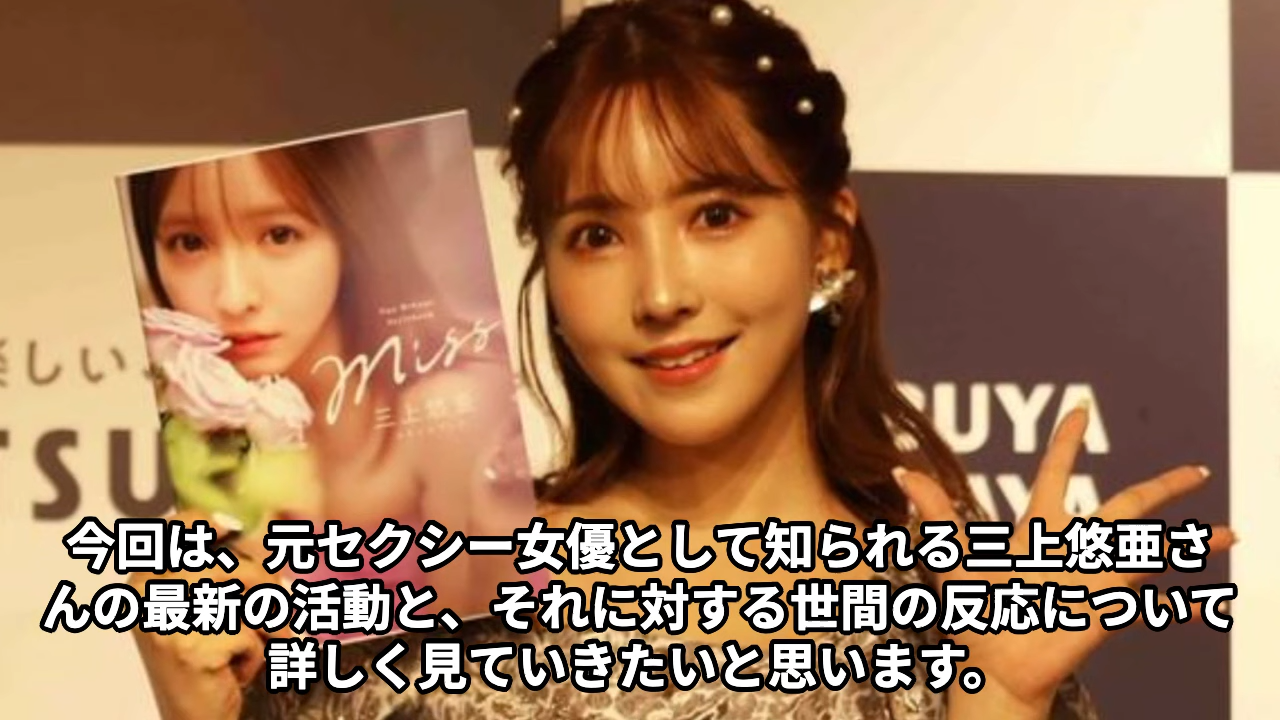 Miss
三上悠亜
楽しい
TSU
SUYA
AYA
今回は、元セクシー女優として知られる三上悠亜さ
んの最新の活動と、それに対する世間の反応について
詳しく見ていきたいと思います。